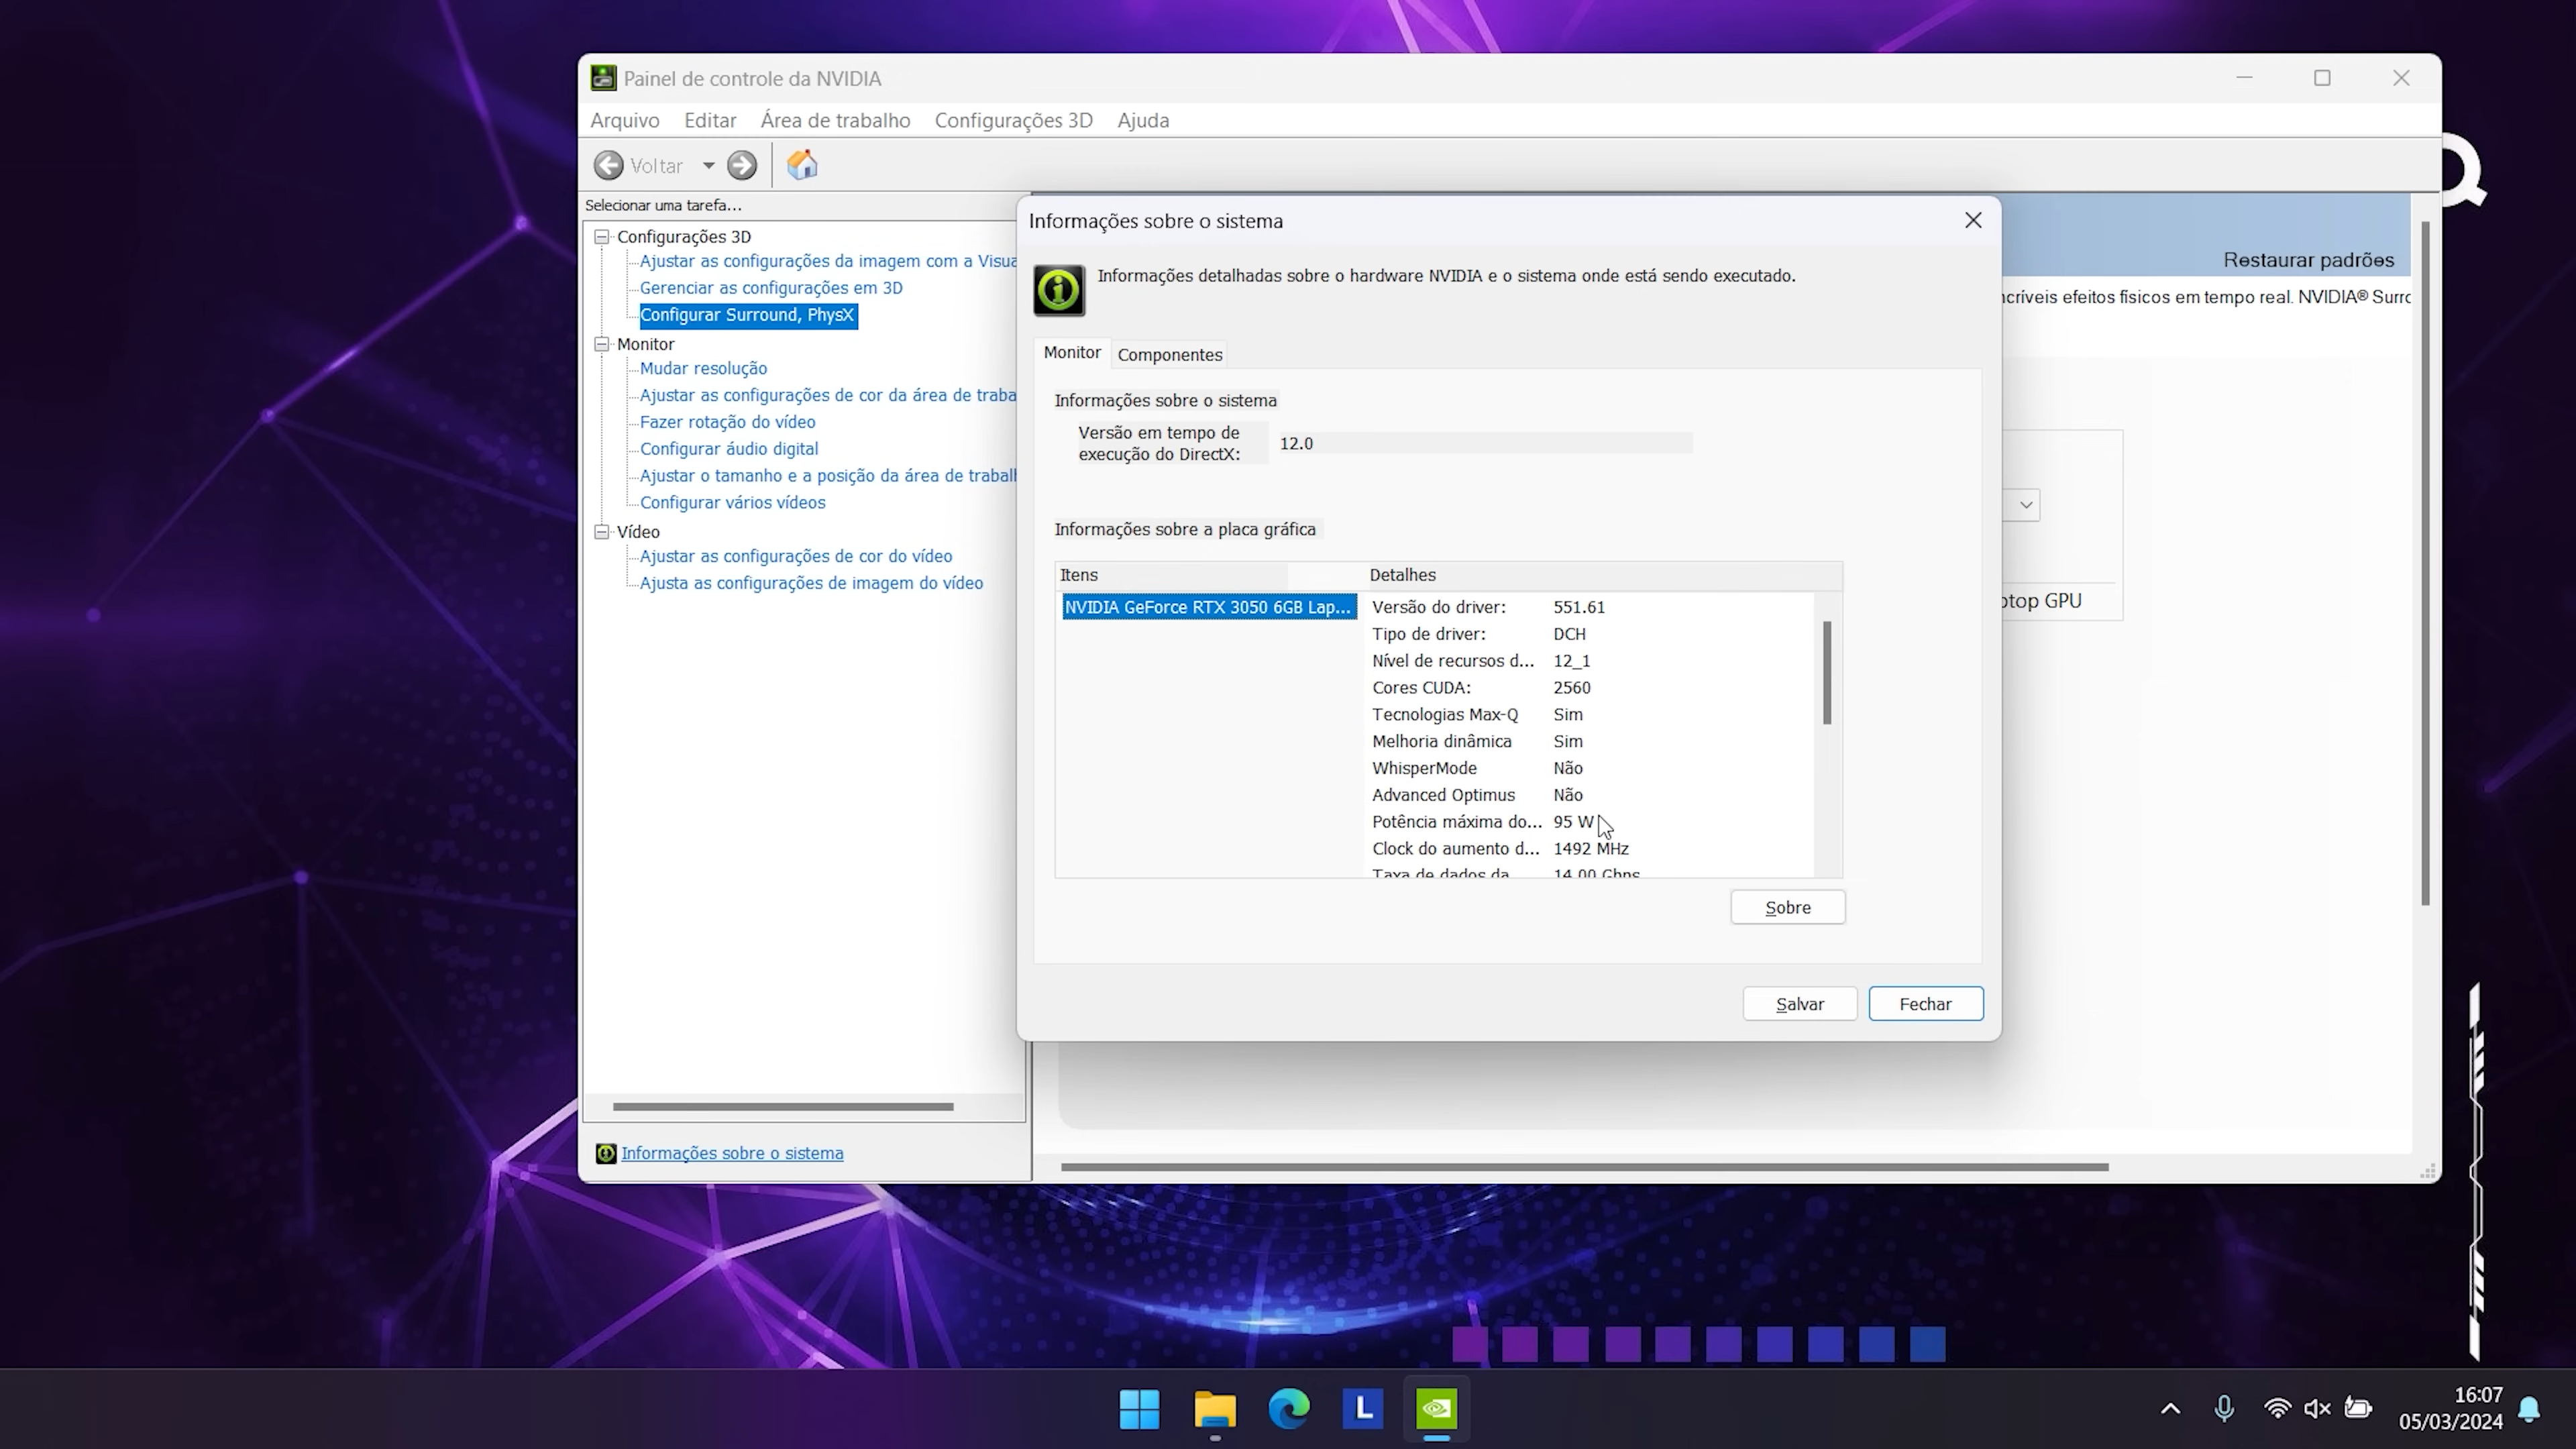 Painel de controle da NVIDIA
Arquivo Editar Área de trabalho Configurações 3D Ajuda
Voltar
Selecionar uma tarefa...
Configurações 3D
Ajustar as configurações da imagem com a Visua
Gerenciar as configurações em 3D
Configurar Surround, PhysX
Monitor
Mudar resolução
Ajustar as configurações de cor da área de traba
Fazer rotação do vídeo
Configurar áudio digital
Ajustar o tamanho e a posição da área de trabalh
Configurar vários vídeos
Vídeo
Ajustar as configurações de cor do vídeo
Ajusta as configurações de imagem do vídeo
Informações sobre o sistema
Restaurar padrões
ncríveis efeitos físicos em tempo real. NVIDIA® Surro
ptop GPU
Informações sobre o sistema
Informações detalhadas sobre o hardware NVIDIA e o sistema onde está sendo executado.
Monitor Componentes
Informações sobre o sistema
Versão em tempo de
execução do DirectX: 12.0
Informações sobre a placa gráfica
Itens Detalhes
NVIDIA GeForce RTX 3050 6GB Lap... Versão do driver: 551.61
Tipo de driver: DCH
Nível de recursos d... 12_1
Cores CUDA: 2560
Tecnologias Max-Q Sim
Melhoria dinâmica Sim
WhisperMode Não
Advanced Optimus Não
Potência máxima do... 95 W
Clock do aumento d... 1492 MHz
Taxa de dados da 14.00 Gbps
Sobre
Salvar Fechar
L
16:07
05/03/2024